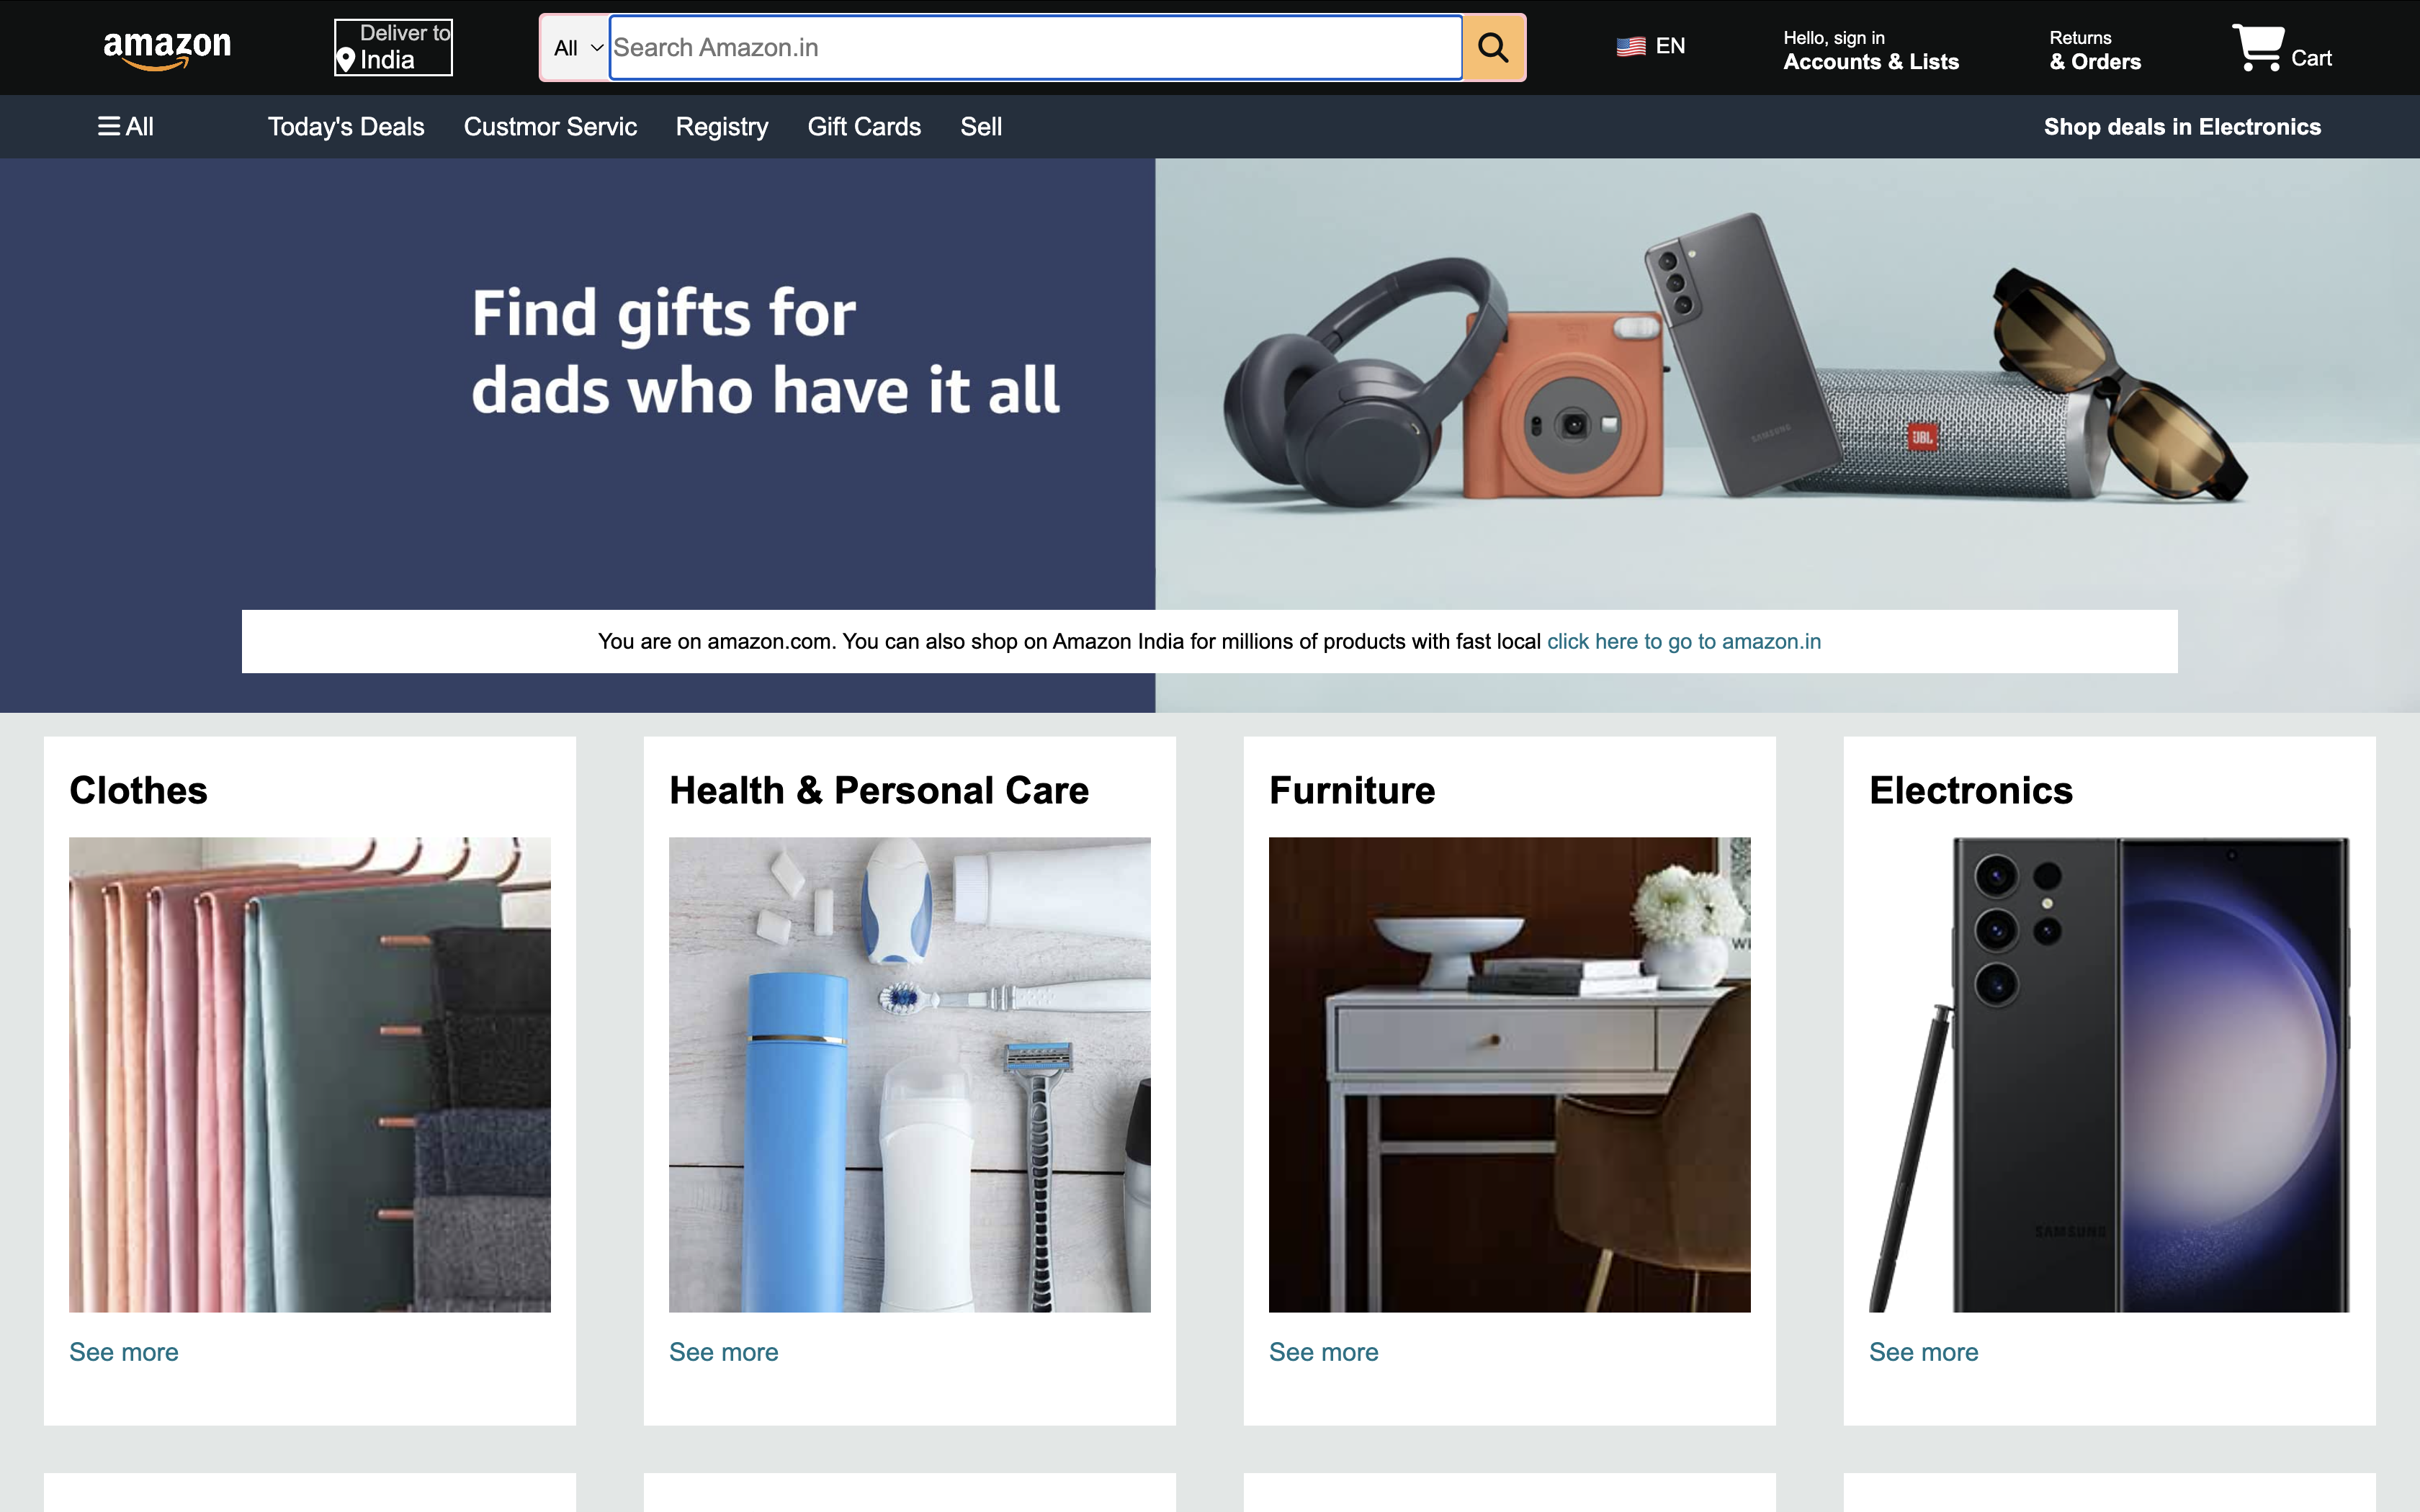 amazon
Deliver to
India
All
Search Amazon.in
EN
Hello, sign in
Accounts & Lists
Returns
& Orders
Cart
All
Today's Deals
Custmor Servic
Registry
Gift Cards
Sell
Shop deals in Electronics
Find gifts for
dads who have it all
SAMSUNG
JBL
You are on amazon.com. You can also shop on Amazon India for millions of products with fast local click here to go to amazon.in
Clothes
Health & Personal Care
Furniture
Electronics
SAMSUNG
See more
See more
See more
See more